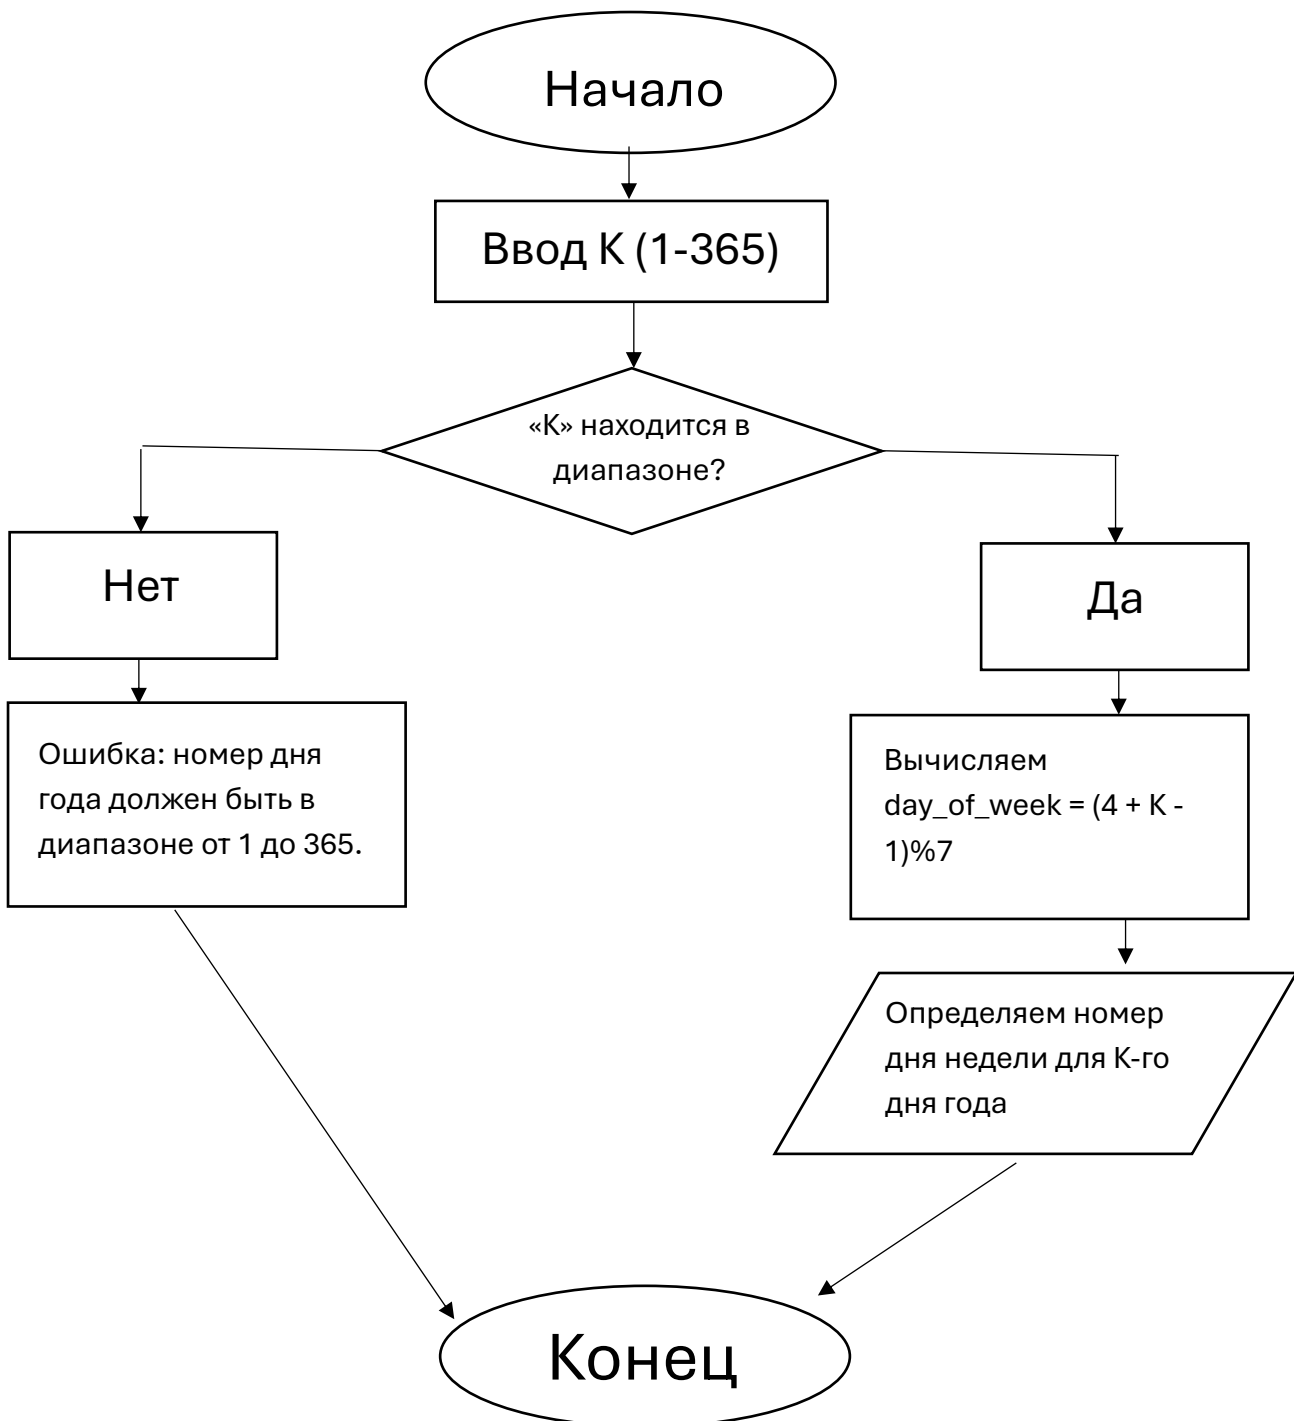 Начало
Ввод К (1-365)
«К» находится в
диапазоне?
Нет
Да
Ошибка: номер дня
года должен быть в
диапазоне от 1 до 365.
Вычисляем
day_of_week = (4 + К -
1)%7
Определяем номер
дня недели для К-го
дня года
Конец